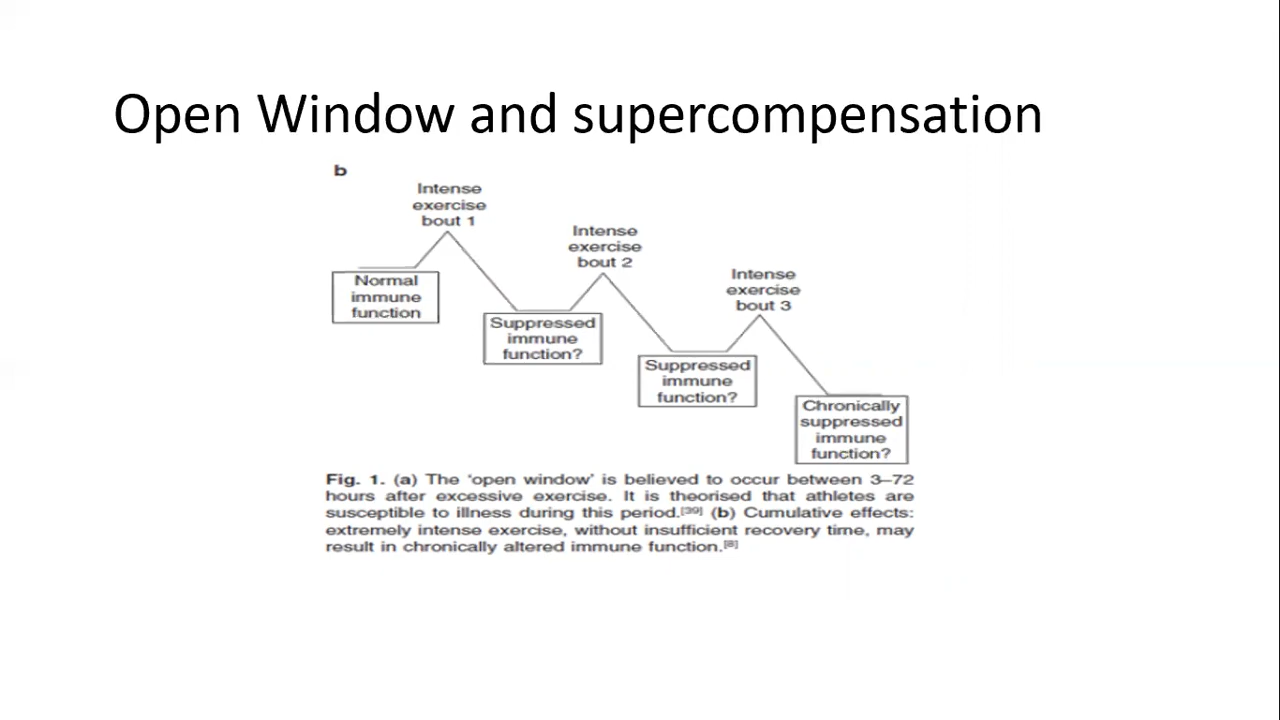 Open Window and supercompensation
b
Intense
exercise
bout 1
Intense
exercise
bout 2
Intense
exercise
bout 3
Normal
immune
function
Suppressed
immune
function?
Suppressed
immune
function?
Chronically
suppressed
immune
function?
Fig. 1. (a) The ‘open window’ is believed to occur between 3–72
hours after excessive exercise. It is theorised that athletes are
susceptible to illness during this period.[39] (b) Cumulative effects:
extremely intense exercise, without insufficient recovery time, may
result in chronically altered immune function.[8]